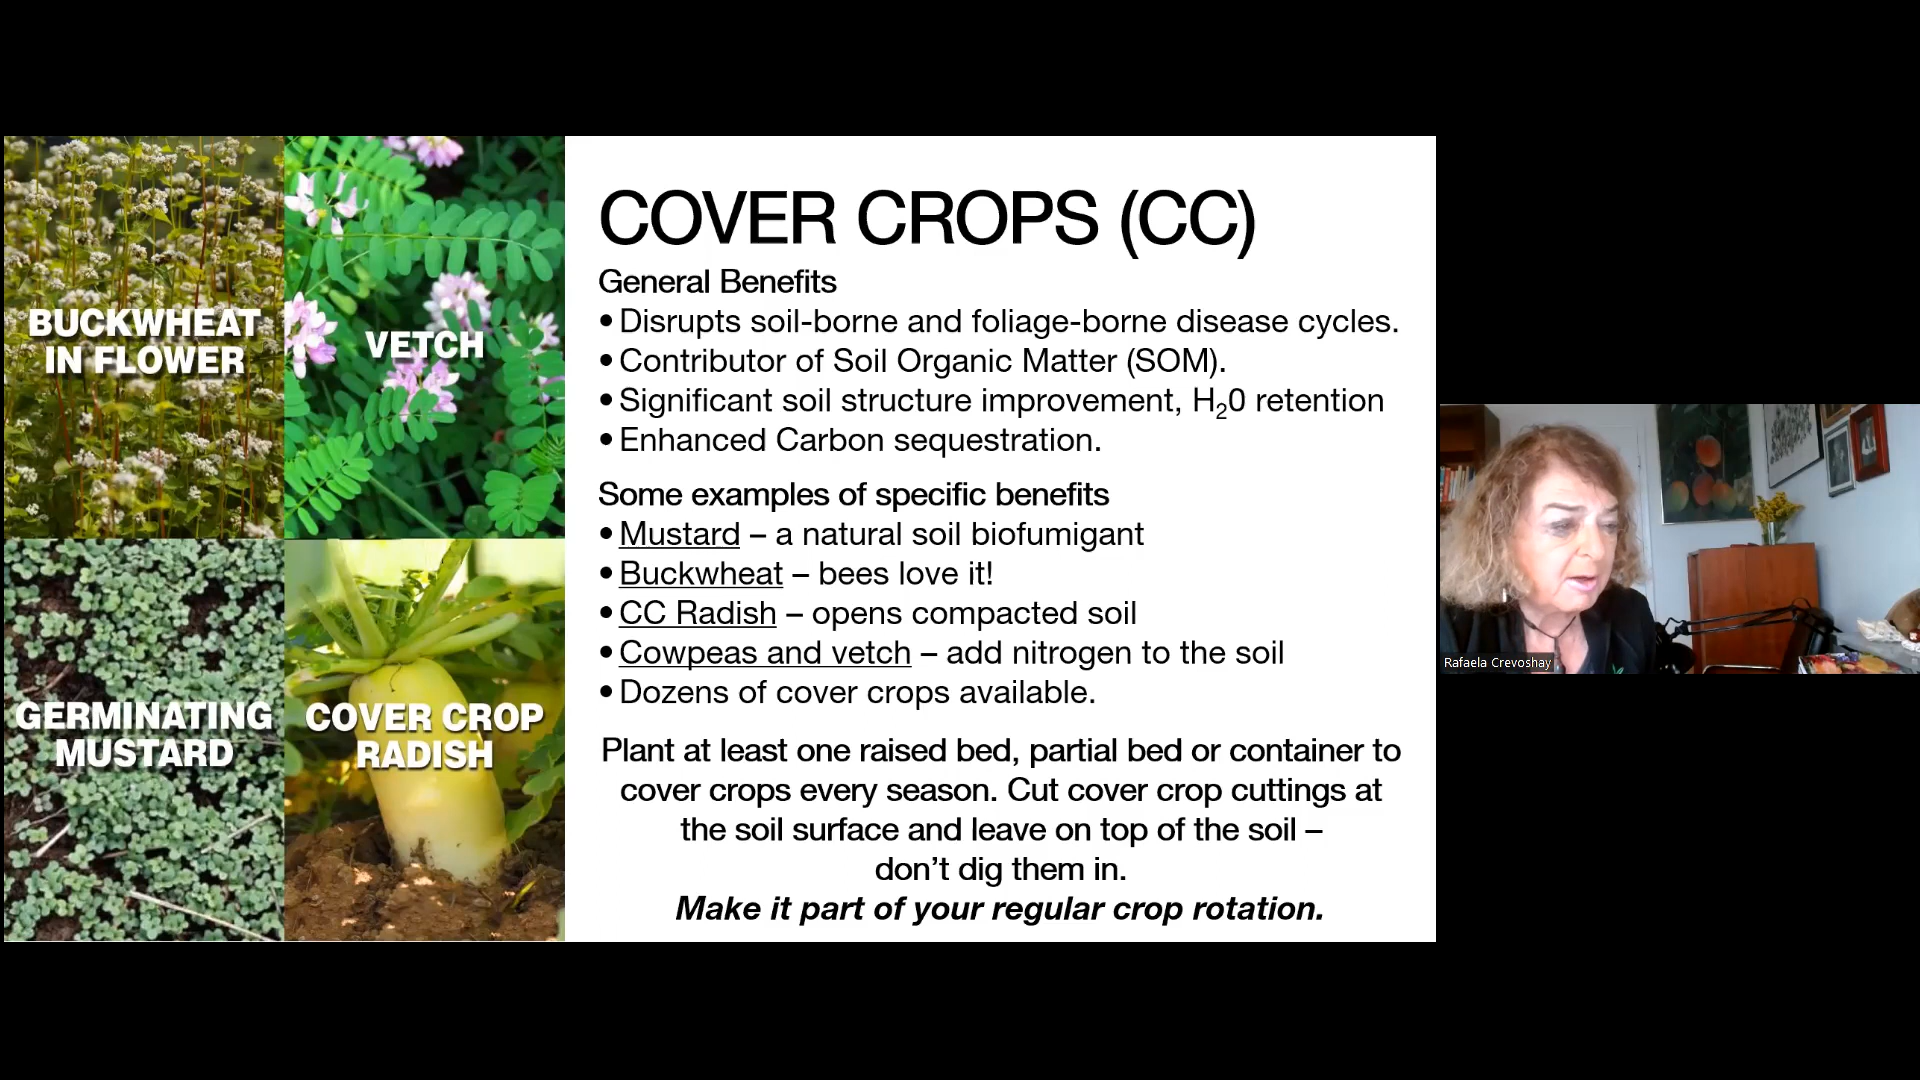 BUCKWHEAT
IN FLOWER
VETCH
GERMINATING
MUSTARD
COVER CROP
RADISH
COVER CROPS (CC)
General Benefits
• Disrupts soil-borne and foliage-borne disease cycles.
• Contributor of Soil Organic Matter (SOM).
• Significant soil structure improvement, H₂0 retention
• Enhanced Carbon sequestration.
Some examples of specific benefits
• Mustard – a natural soil biofumigant
• Buckwheat – bees love it!
• CC Radish – opens compacted soil
• Cowpeas and vetch – add nitrogen to the soil
• Dozens of cover crops available.
Plant at least one raised bed, partial bed or container to
cover crops every season. Cut cover crop cuttings at
the soil surface and leave on top of the soil –
don’t dig them in.
Make it part of your regular crop rotation.
Rafaela Crevoshay